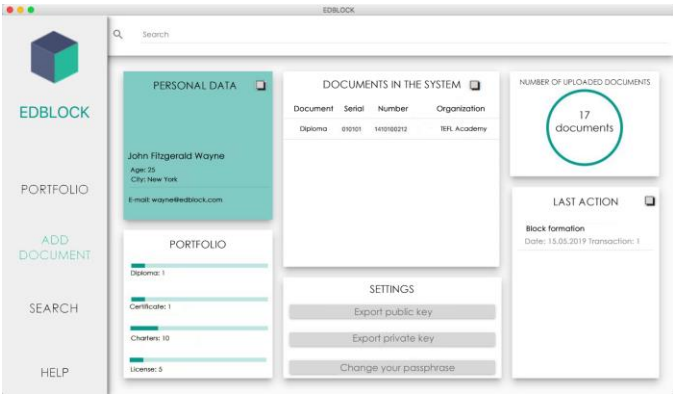 EDBLOCK
Search
EDBLOCK
PORTFOLIO
ADD
DOCUMENT
SEARCH
HELP
PERSONAL DATA
John Fitzgerald Wayne
Age: 25
City: New York
E-mail: wayne@edblock.com
PORTFOLIO
Diploma: 1
Certificate: 1
Charters: 10
License: 5
DOCUMENTS IN THE SYSTEM
Document Serial Number Organization
Diploma 010101 1410100212 TEFL Academy
SETTINGS
Export public key
Export private key
Change your passphrase
NUMBER OF UPLOADED DOCUMENTS
17
documents
LAST ACTION
Block formation
Date: 15.05.2019 Transaction: 1